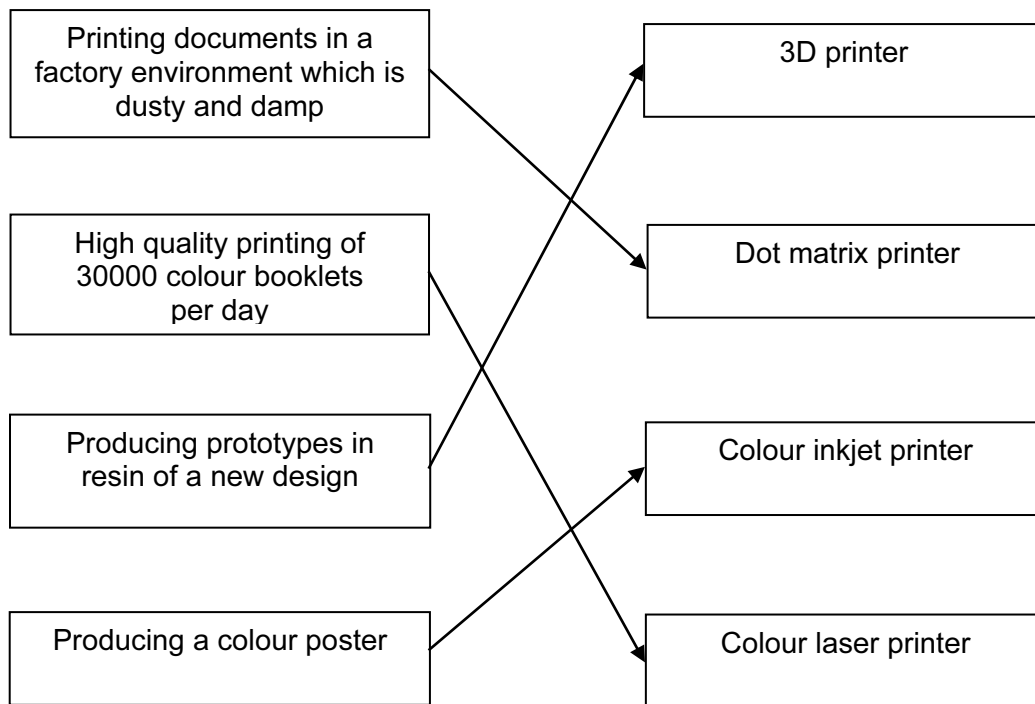 Printing documents in a
factory environment which is
dusty and damp
3D printer
High quality printing of
30000 colour booklets
per day
Dot matrix printer
Producing prototypes in
resin of a new design
Colour inkjet printer
Producing a colour poster
Colour laser printer